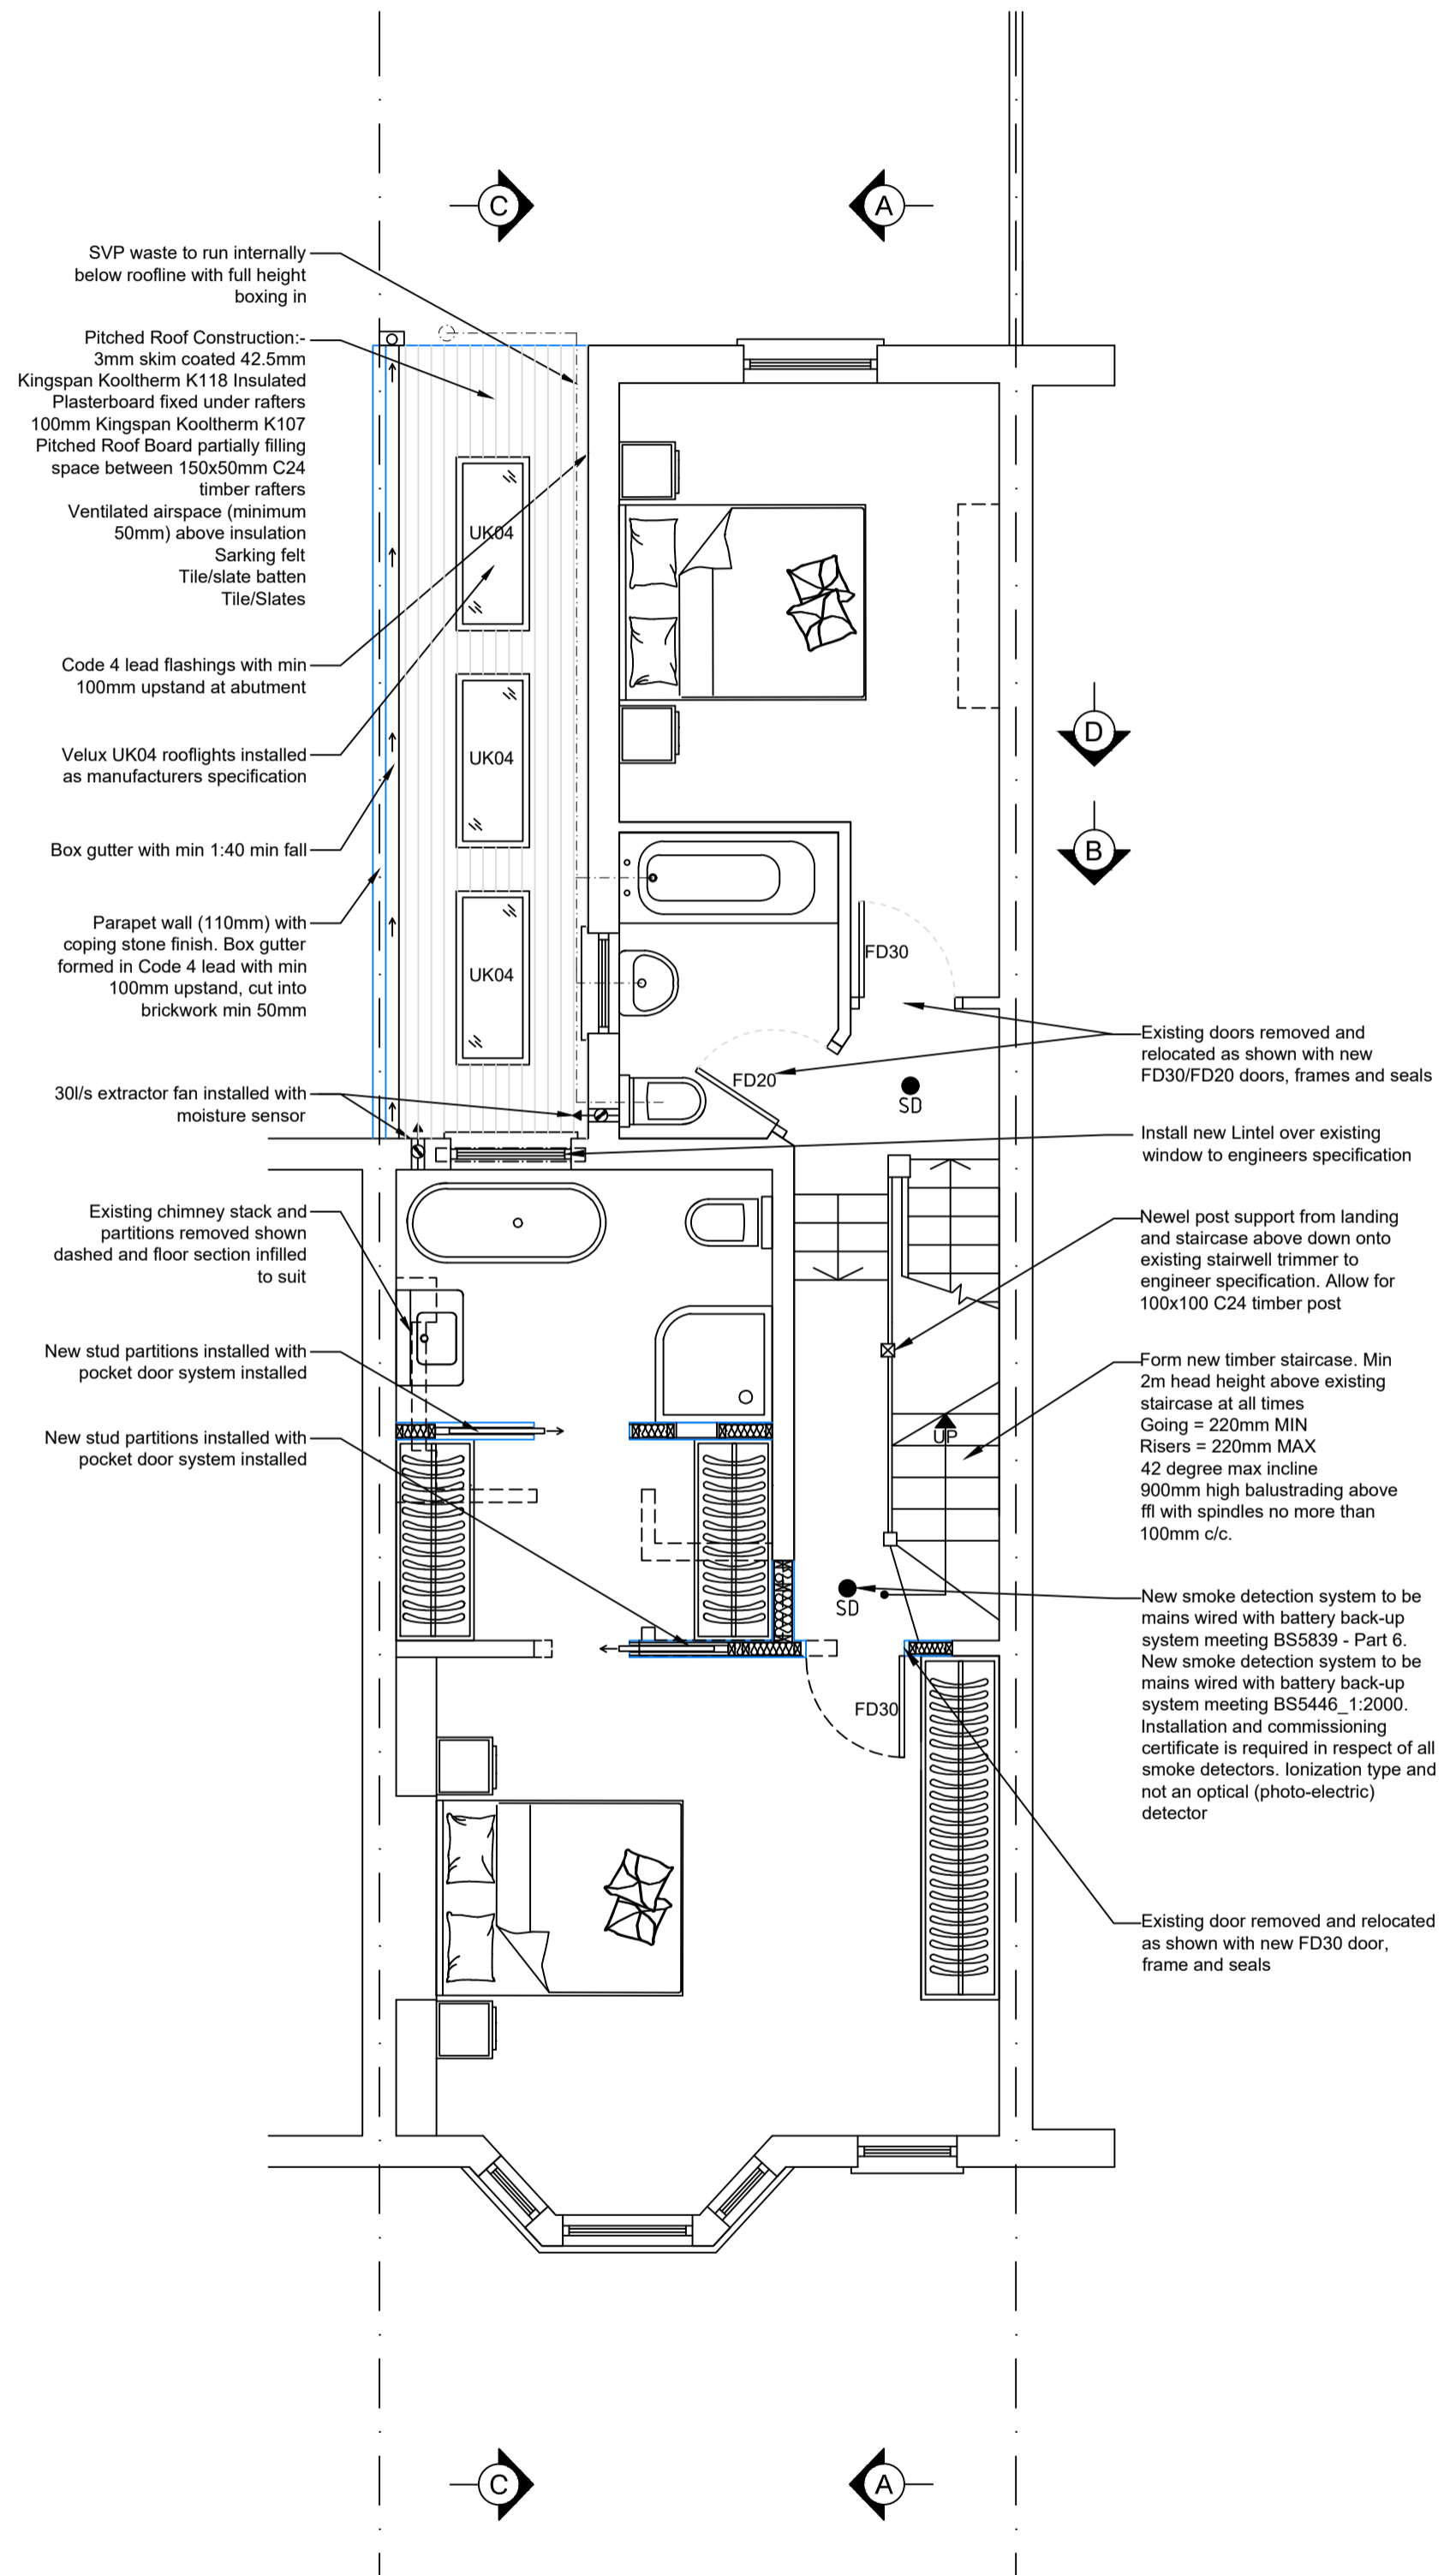 C
A
SVP waste to run internally
below roofline with full height
boxing in
Pitched Roof Construction:-
3mm skim coated 42.5mm
Kingspan Kooltherm K118 Insulated
Plasterboard fixed under rafters
100mm Kingspan Kooltherm K107
Pitched Roof Board partially filling
space between 150x50mm C24
timber rafters
Ventilated airspace (minimum
50mm) above insulation
Sarking felt
Tile/slate batten
Tile/Slates
UK04
Code 4 lead flashings with min
100mm upstand at abutment
Velux UK04 rooflights installed
as manufacturers specification
UK04
D
Box gutter with min 1:40 min fall
B
Parapet wall (110mm) with
coping stone finish. Box gutter
formed in Code 4 lead with min
100mm upstand, cut into
brickwork min 50mm
UK04
FD30
Existing doors removed and
relocated as shown with new
FD30/FD20 doors, frames and seals
FD20
SD
30l/s extractor fan installed with
moisture sensor
Install new Lintel over existing
window to engineers specification
Existing chimney stack and
partitions removed shown
dashed and floor section infilled
to suit
Newel post support from landing
and staircase above down onto
existing stairwell trimmer to
engineer specification. Allow for
100x100 C24 timber post
New stud partitions installed with
pocket door system installed
Form new timber staircase. Min
2m head height above existing
staircase at all times
Going = 220mm MIN
Risers = 220mm MAX
42 degree max incline
900mm high balustrading above
ffl with spindles no more than
100mm c/c.
UP
New stud partitions installed with
pocket door system installed
SD
New smoke detection system to be
mains wired with battery back-up
system meeting BS5839 - Part 6.
New smoke detection system to be
mains wired with battery back-up
system meeting BS5446_1:2000.
Installation and commissioning
certificate is required in respect of all
smoke detectors. Ionization type and
not an optical (photo-electric)
detector
FD30
Existing door removed and relocated
as shown with new FD30 door,
frame and seals
C
A